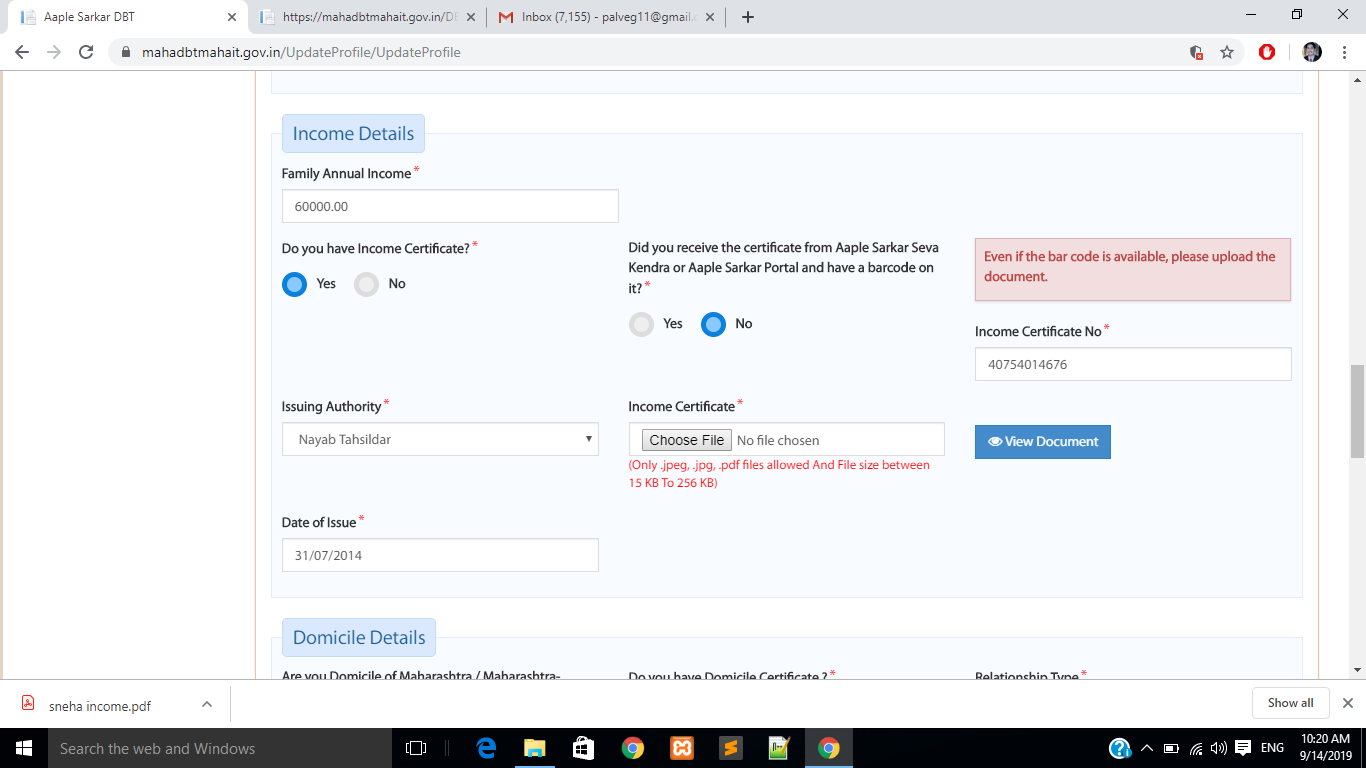 Aaple Sarkar DBT
https://mahadbtmahait.gov.in/DB
Inbox (7,155) - palveg11@gmail.
mahadbtmahait.gov.in/UpdateProfile/UpdateProfile
Income Details
Family Annual Income *
60000.00
Do you have Income Certificate? *
Yes No
Did you receive the certificate from Aaple Sarkar Seva
Kendra or Aaple Sarkar Portal and have a barcode on
it? *
Yes No
Even if the bar code is available, please upload the
document.
Income Certificate No *
40754014676
Issuing Authority *
Nayab Tahsildar
Income Certificate *
Choose File No file chosen
(Only .jpeg, .jpg, .pdf files allowed And File size between
15 KB To 256 KB)
View Document
Date of Issue *
31/07/2014
Domicile Details
Are you Domicile of Maharashtra / Maharashtra-
Do you have Domicile Certificate ? *
Relationship Type *
sneha income.pdf
Show all
Search the web and Windows
ENG
10:20 AM
9/14/2019